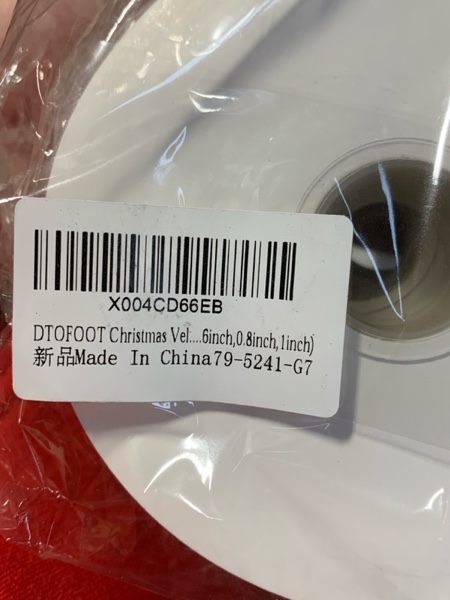 X004CD66EB
DTOFOOT Christmas Vel....6inch,0.8inch,1inch)
新品Made In China79-5241-G7